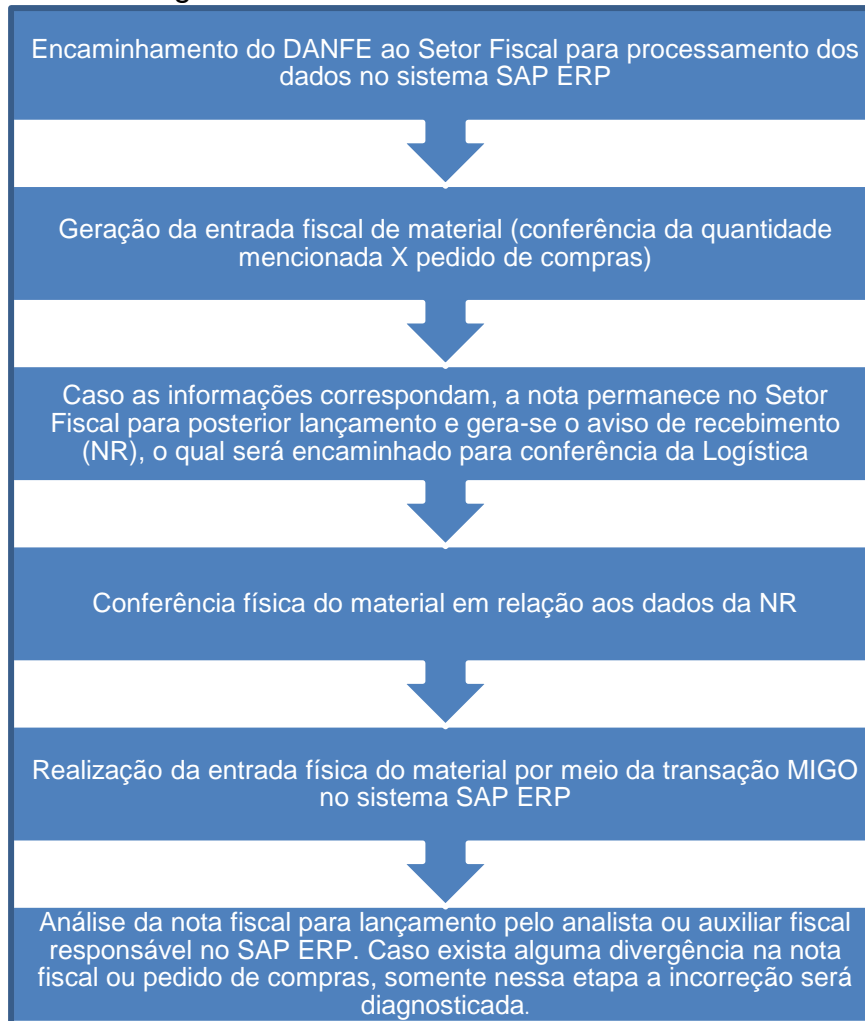 Encaminhamento do DANFE ao Setor Fiscal para processamento dos
dados no sistema SAP ERP
Geração da entrada fiscal de material (conferência da quantidade
mencionada X pedido de compras)
Caso as informações correspondam, a nota permanece no Setor
Fiscal para posterior lançamento e gera-se o aviso de recebimento
(NR), o qual será encaminhado para conferência da Logística
Conferência física do material em relação aos dados da NR
Realização da entrada física do material por meio da transação MIGO
no sistema SAP ERP
Análise da nota fiscal para lançamento pelo analista ou auxiliar fiscal
responsável no SAP ERP. Caso exista alguma divergência na nota
fiscal ou pedido de compras, somente nessa etapa a incorreção será
diagnosticada.